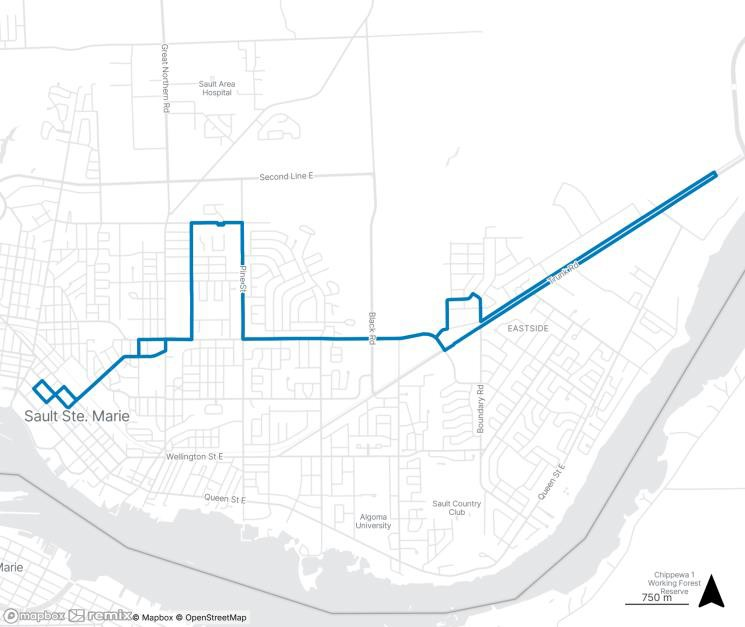 Great Northern Rd
Sault Area
Hospital
Second Line E
Pine St
Black Rd
Trunk Rd
EASTSIDE
Sault Ste. Marie
Boundary Rd
Wellington St E
Queen St E
Queen St E
Sault Country
Club
Algoma
University
Marie
Chippewa 1
Working Forest
Reserve
750 m
mapbox remix © Mapbox © OpenStreetMap